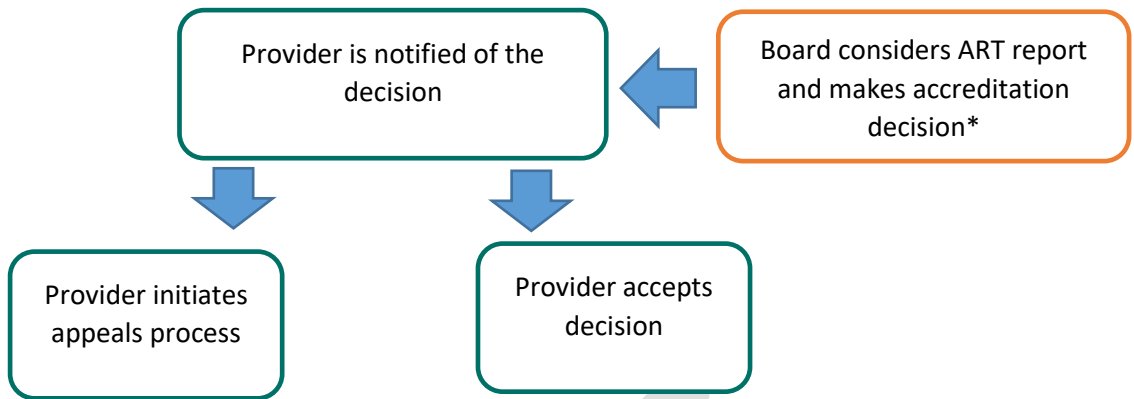 Provider is notified of the
decision
Board considers ART report
and makes accreditation
decision*
Provider initiates
appeals process
Provider accepts
decision